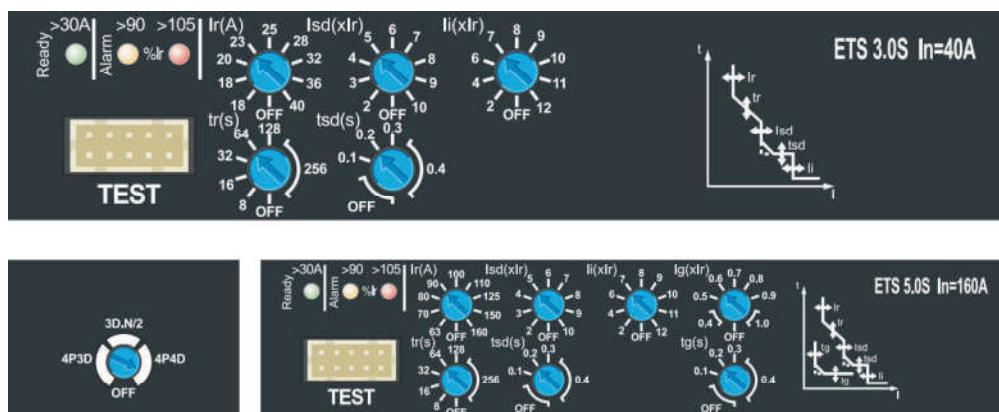 >30A >90 >105 Ir(A) Isd(xIr) Ii(xIr)
Ready Alarm %Ir
18 18 20 23 25 28 32 36 40 OFF
2 3 4 5 6 7 8 9 10 OFF
2 4 6 7 8 9 10 11 12 OFF
ETS 3.0S In=40A
tr(s) tsd(s)
8 16 32 64 128 256 OFF
0.1 0.2 0.3 0.4 OFF
TEST
t Ir tr Isd tsd Ii I
3D.N/2
4P3D 4P4D
OFF
>30A >90 >105 Ir(A) Isd(xIr) Ii(xIr) Ig(xIr)
Ready Alarm %Ir
63 70 80 90 100 110 125 150 160 OFF
2 3 4 5 6 7 8 9 10 OFF
2 4 6 7 8 9 10 11 12 OFF
0.4 0.5 0.6 0.7 0.8 0.9 1.0 OFF
ETS 5.0S In=160A
tr(s) tsd(s) tg(s)
8 16 32 64 128 256 OFF
0.1 0.2 0.3 0.4 OFF
0.1 0.2 0.3 0.4 OFF
TEST
t Ir tr tg Isd tsd Ig Ii I